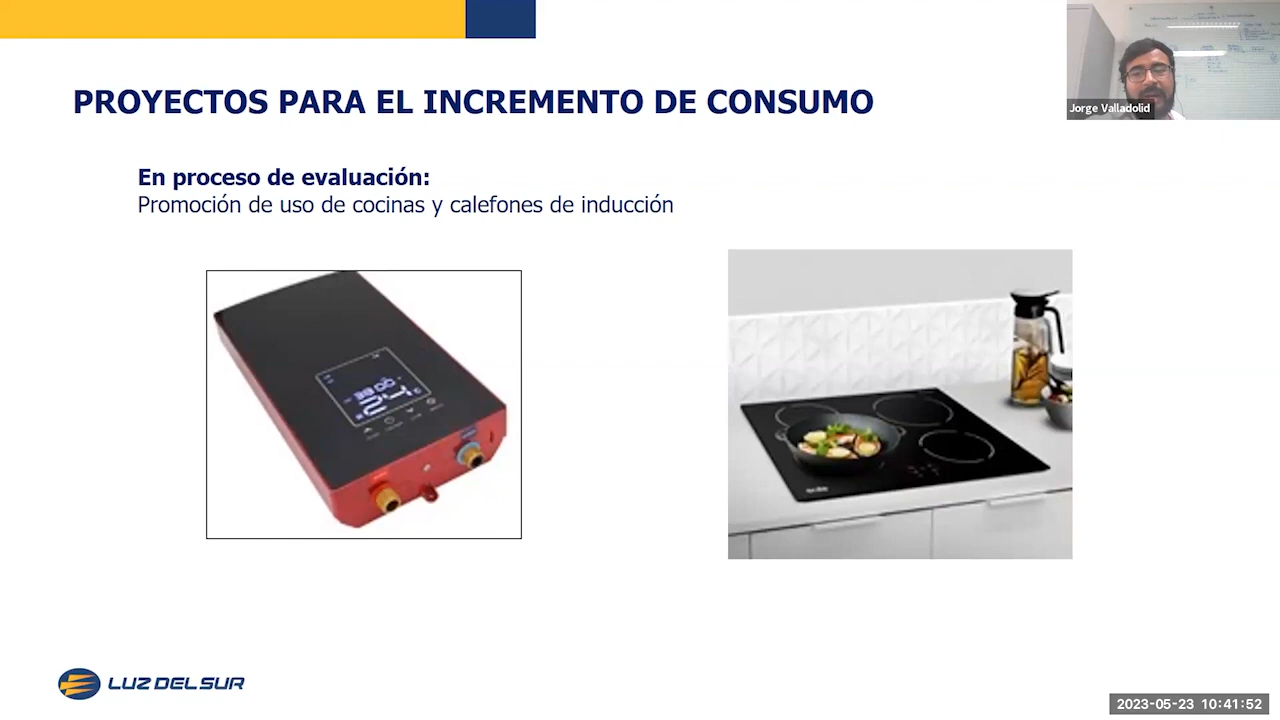 PROYECTOS PARA EL INCREMENTO DE CONSUMO
Jorge Valladolid
En proceso de evaluación:
Promoción de uso de cocinas y calefones de inducción
LUZ DEL SUR
2023-05-23 10:41:52